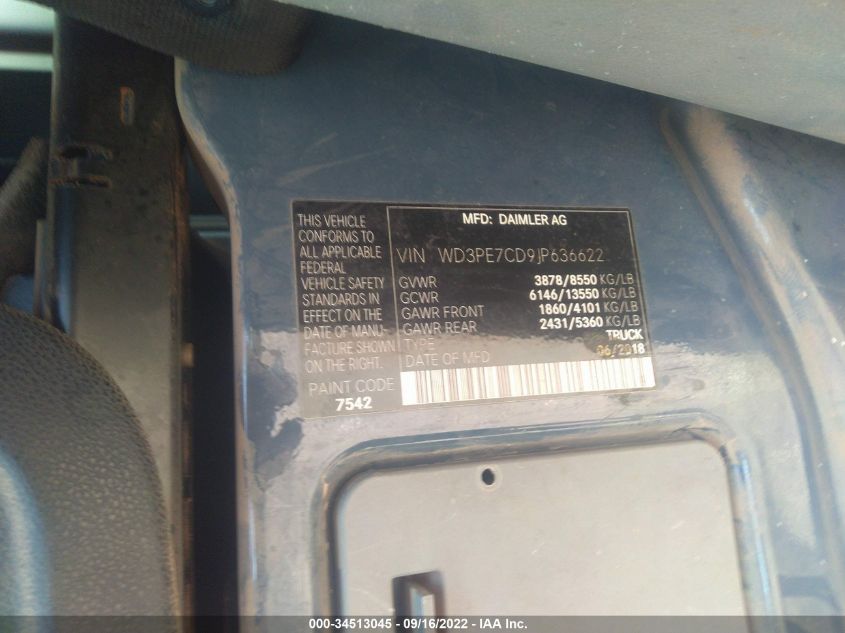 THIS VEHICLE
CONFORMS TO
ALL APPLICABLE
FEDERAL
VEHICLE SAFETY
STANDARDS IN
EFFECT ON THE
DATE OF MANU-
FACTURE SHOWN
ON THE RIGHT.
PAINT CODE
7542
MFD: DAIMLER AG
VIN WD3PE7CD9JP636622
GVWR 3878/8550 KG/LB
GCWR 6146/13550 KG/LB
GAWR FRONT 1860/4101 KG/LB
GAWR REAR 2431/5360 KG/LB
TYPE TRUCK
DATE OF MFD 06/2018
000-34513045 - 09/16/2022 - IAA Inc.